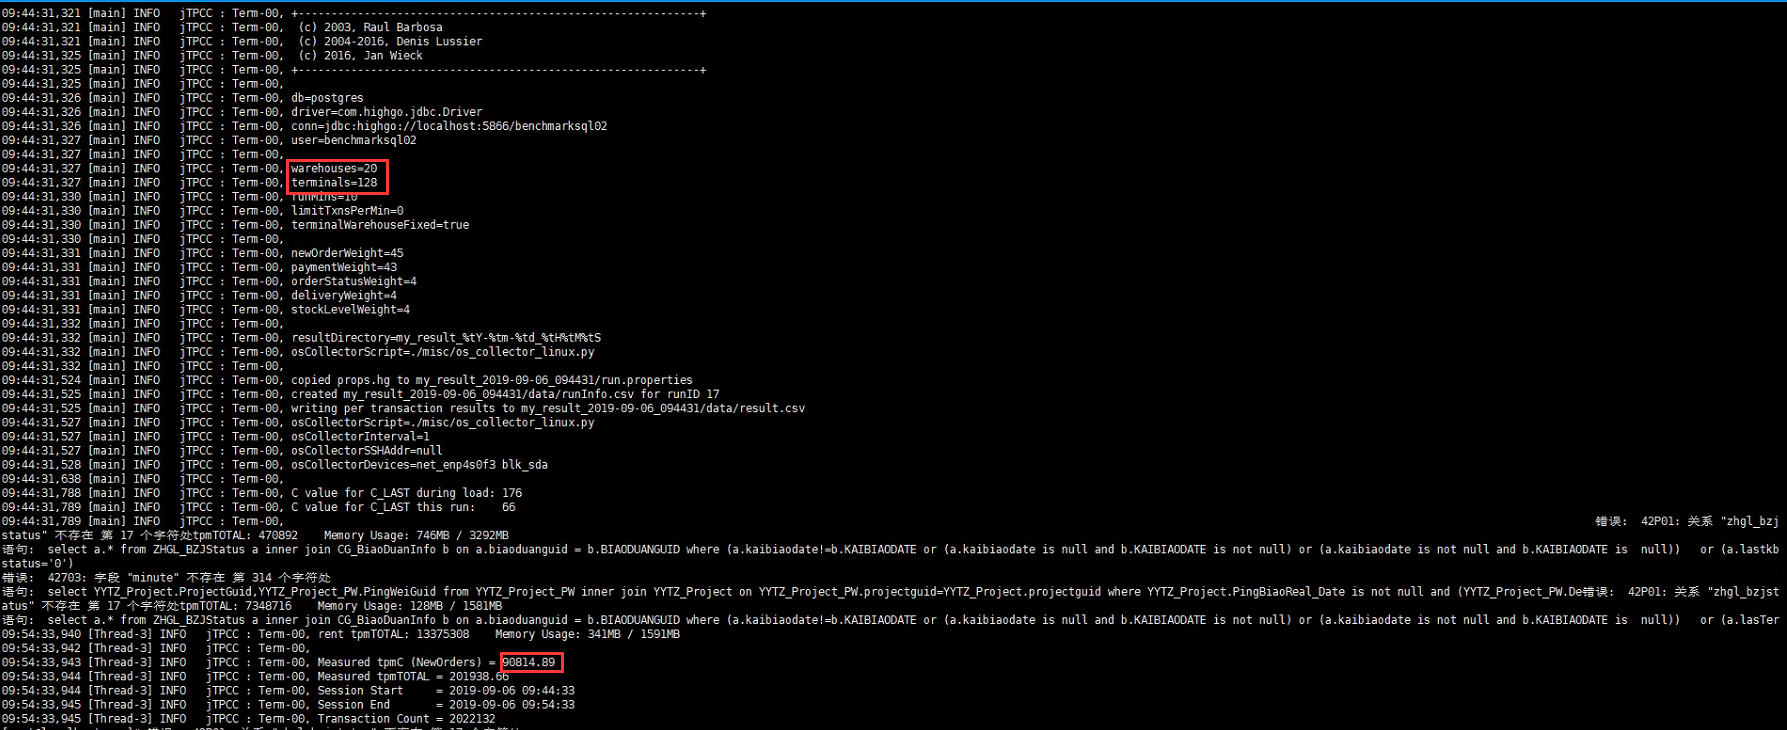 09:44:31,321 [main] INFO   jTPCC : Term-00, +-------------------------------------------------------------+
09:44:31,321 [main] INFO   jTPCC : Term-00,  (c) 2003, Raul Barbosa
09:44:31,321 [main] INFO   jTPCC : Term-00,  (c) 2004-2016, Denis Lussier
09:44:31,325 [main] INFO   jTPCC : Term-00,  (c) 2016, Jan Wieck
09:44:31,325 [main] INFO   jTPCC : Term-00, +-------------------------------------------------------------+
09:44:31,325 [main] INFO   jTPCC : Term-00,
09:44:31,326 [main] INFO   jTPCC : Term-00, db=postgres
09:44:31,326 [main] INFO   jTPCC : Term-00, driver=com.highgo.jdbc.Driver
09:44:31,326 [main] INFO   jTPCC : Term-00, conn=jdbc:highgo://localhost:5866/benchmarksql02
09:44:31,327 [main] INFO   jTPCC : Term-00, user=benchmarksql02
09:44:31,327 [main] INFO   jTPCC : Term-00,
09:44:31,327 [main] INFO   jTPCC : Term-00, warehouses=20
09:44:31,327 [main] INFO   jTPCC : Term-00, terminals=128
09:44:31,330 [main] INFO   jTPCC : Term-00, runMins=10
09:44:31,330 [main] INFO   jTPCC : Term-00, limitTxnsPerMin=0
09:44:31,330 [main] INFO   jTPCC : Term-00, terminalWarehouseFixed=true
09:44:31,330 [main] INFO   jTPCC : Term-00,
09:44:31,331 [main] INFO   jTPCC : Term-00, newOrderWeight=45
09:44:31,331 [main] INFO   jTPCC : Term-00, paymentWeight=43
09:44:31,331 [main] INFO   jTPCC : Term-00, orderStatusWeight=4
09:44:31,331 [main] INFO   jTPCC : Term-00, deliveryWeight=4
09:44:31,331 [main] INFO   jTPCC : Term-00, stockLevelWeight=4
09:44:31,332 [main] INFO   jTPCC : Term-00,
09:44:31,332 [main] INFO   jTPCC : Term-00, resultDirectory=my_result_%tY-%tm-%td_%tH%tM%tS
09:44:31,332 [main] INFO   jTPCC : Term-00, osCollectorScript=./misc/os_collector_linux.py
09:44:31,332 [main] INFO   jTPCC : Term-00,
09:44:31,524 [main] INFO   jTPCC : Term-00, copied props.hg to my_result_2019-09-06_094431/run.properties
09:44:31,525 [main] INFO   jTPCC : Term-00, created my_result_2019-09-06_094431/data/runInfo.csv for runID 17
09:44:31,525 [main] INFO   jTPCC : Term-00, writing per transaction results to my_result_2019-09-06_094431/data/result.csv
09:44:31,527 [main] INFO   jTPCC : Term-00, osCollectorScript=./misc/os_collector_linux.py
09:44:31,527 [main] INFO   jTPCC : Term-00, osCollectorInterval=1
09:44:31,527 [main] INFO   jTPCC : Term-00, osCollectorSSHAddr=null
09:44:31,528 [main] INFO   jTPCC : Term-00, osCollectorDevices=net_enp4s0f3 blk_sda
09:44:31,638 [main] INFO   jTPCC : Term-00,
09:44:31,788 [main] INFO   jTPCC : Term-00, C value for C_LAST during load: 176
09:44:31,789 [main] INFO   jTPCC : Term-00, C value for C_LAST this run:    66
09:44:31,789 [main] INFO   jTPCC : Term-00, 错误:  42P01: 关系 "zhgl_bzj
status" 不存在 第 17 个字符处tpmTOTAL: 470892    Memory Usage: 746MB / 3292MB
语句:  select a.* from ZHGL_BZJStatus a inner join CG_BiaoDuanInfo b on a.biaoduanguid = b.BIAODUANGUID where (a.kaibiaodate!=b.KAIBIAODATE or (a.kaibiaodate is null and b.KAIBIAODATE is not null) or (a.kaibiaodate is not null and b.KAIBIAODATE is  null))   or (a.lastkb
status='0')
错误:  42703: 字段 "minute" 不存在 第 314 个字符处
语句:  select YYTZ_Project.ProjectGuid,YYTZ_Project_PW.PingWeiGuid from YYTZ_Project_PW inner join YYTZ_Project on YYTZ_Project_PW.projectguid=YYTZ_Project.projectguid where YYTZ_Project.PingBiaoReal_Date is not null and (YYTZ_Project_PW.De错误:  42P01: 关系 "zhgl_bzjst
atus" 不存在 第 17 个字符处tpmTOTAL: 7348716    Memory Usage: 128MB / 1581MB
语句:  select a.* from ZHGL_BZJStatus a inner join CG_BiaoDuanInfo b on a.biaoduanguid = b.BIAODUANGUID where (a.kaibiaodate!=b.KAIBIAODATE or (a.kaibiaodate is null and b.KAIBIAODATE is not null) or (a.kaibiaodate is not null and b.KAIBIAODATE is  null))   or (a.lasTer
09:54:33,940 [Thread-3] INFO   jTPCC : Term-00, rent tpmTOTAL: 13375308    Memory Usage: 341MB / 1591MB
09:54:33,942 [Thread-3] INFO   jTPCC : Term-00,
09:54:33,943 [Thread-3] INFO   jTPCC : Term-00, Measured tpmC (NewOrders) = 90814.89
09:54:33,944 [Thread-3] INFO   jTPCC : Term-00, Measured tpmTOTAL = 201938.66
09:54:33,944 [Thread-3] INFO   jTPCC : Term-00, Session Start     = 2019-09-06 09:44:33
09:54:33,945 [Thread-3] INFO   jTPCC : Term-00, Session End       = 2019-09-06 09:54:33
09:54:33,945 [Thread-3] INFO   jTPCC : Term-00, Transaction Count = 2022132